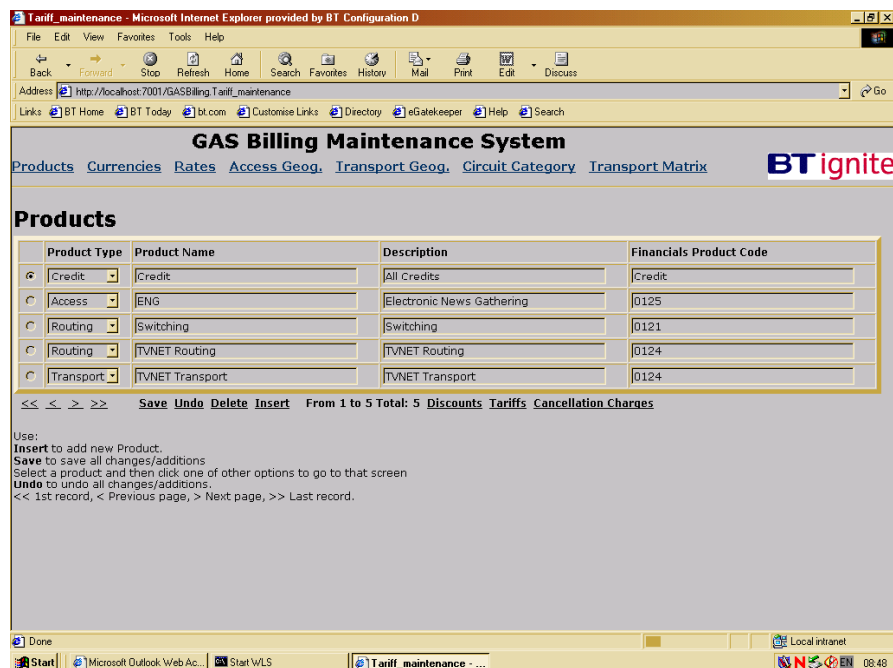 Tariff_maintenance - Microsoft Internet Explorer provided by BT Configuration D
File Edit View Favorites Tools Help
Back Forward Stop Refresh Home Search Favorites History Mail Print Edit Discuss
Address http://localhost:7001/GASBilling.Tariff_maintenance Go
Links BT Home BT Today bt.com Customise Links Directory eGatekeeper Help Search
GAS Billing Maintenance System
Products Currencies Rates Access Geog. Transport Geog. Circuit Category Transport Matrix
BT ignite
Products
Product Type Product Name Description Financials Product Code
Credit Credit All Credits Credit
Access ENG Electronic News Gathering 0125
Routing Switching Switching 0121
Routing TVNET Routing TVNET Routing 0124
Transport TVNET Transport TVNET Transport 0124
<< < > >> Save Undo Delete Insert From 1 to 5 Total: 5 Discounts Tariffs Cancellation Charges
Use:
Insert to add new Product.
Save to save all changes/additions
Select a product and then click one of other options to go to that screen
Undo to undo all changes/additions.
<< 1st record, < Previous page, > Next page, >> Last record.
Done Local intranet
Start Microsoft Outlook Web Ac... Start WLS Tariff_maintenance - ... EN 08:48